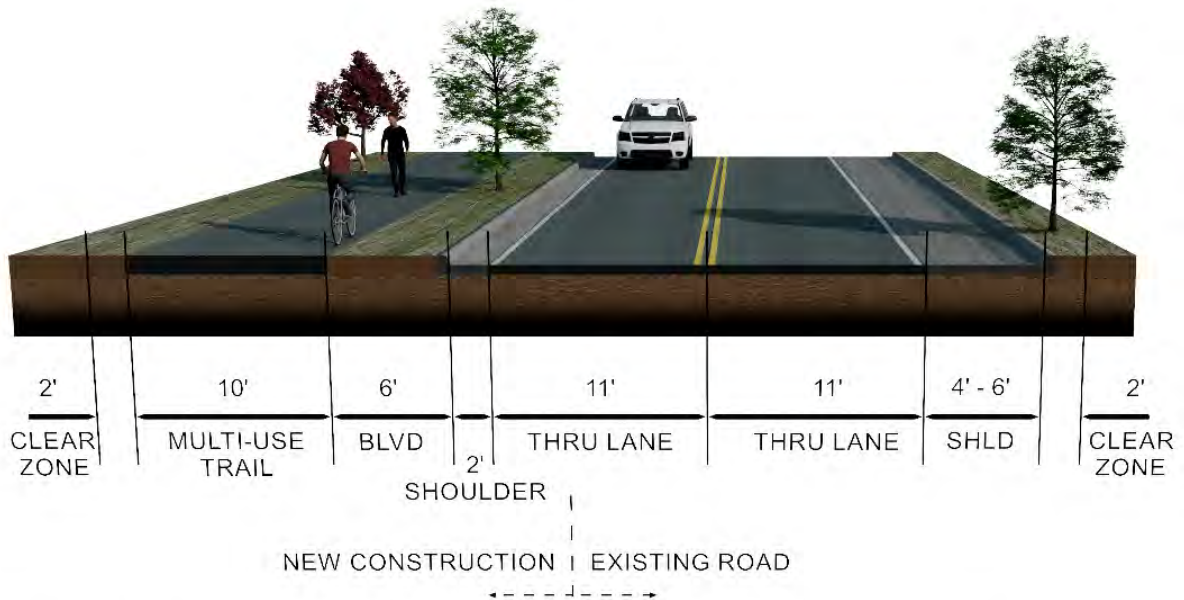 2' 10' 6' 11' 11' 4' - 6' 2'
CLEAR ZONE
MULTI-USE TRAIL
BLVD
2' SHOULDER
THRU LANE
THRU LANE
SHLD
CLEAR ZONE
NEW CONSTRUCTION EXISTING ROAD